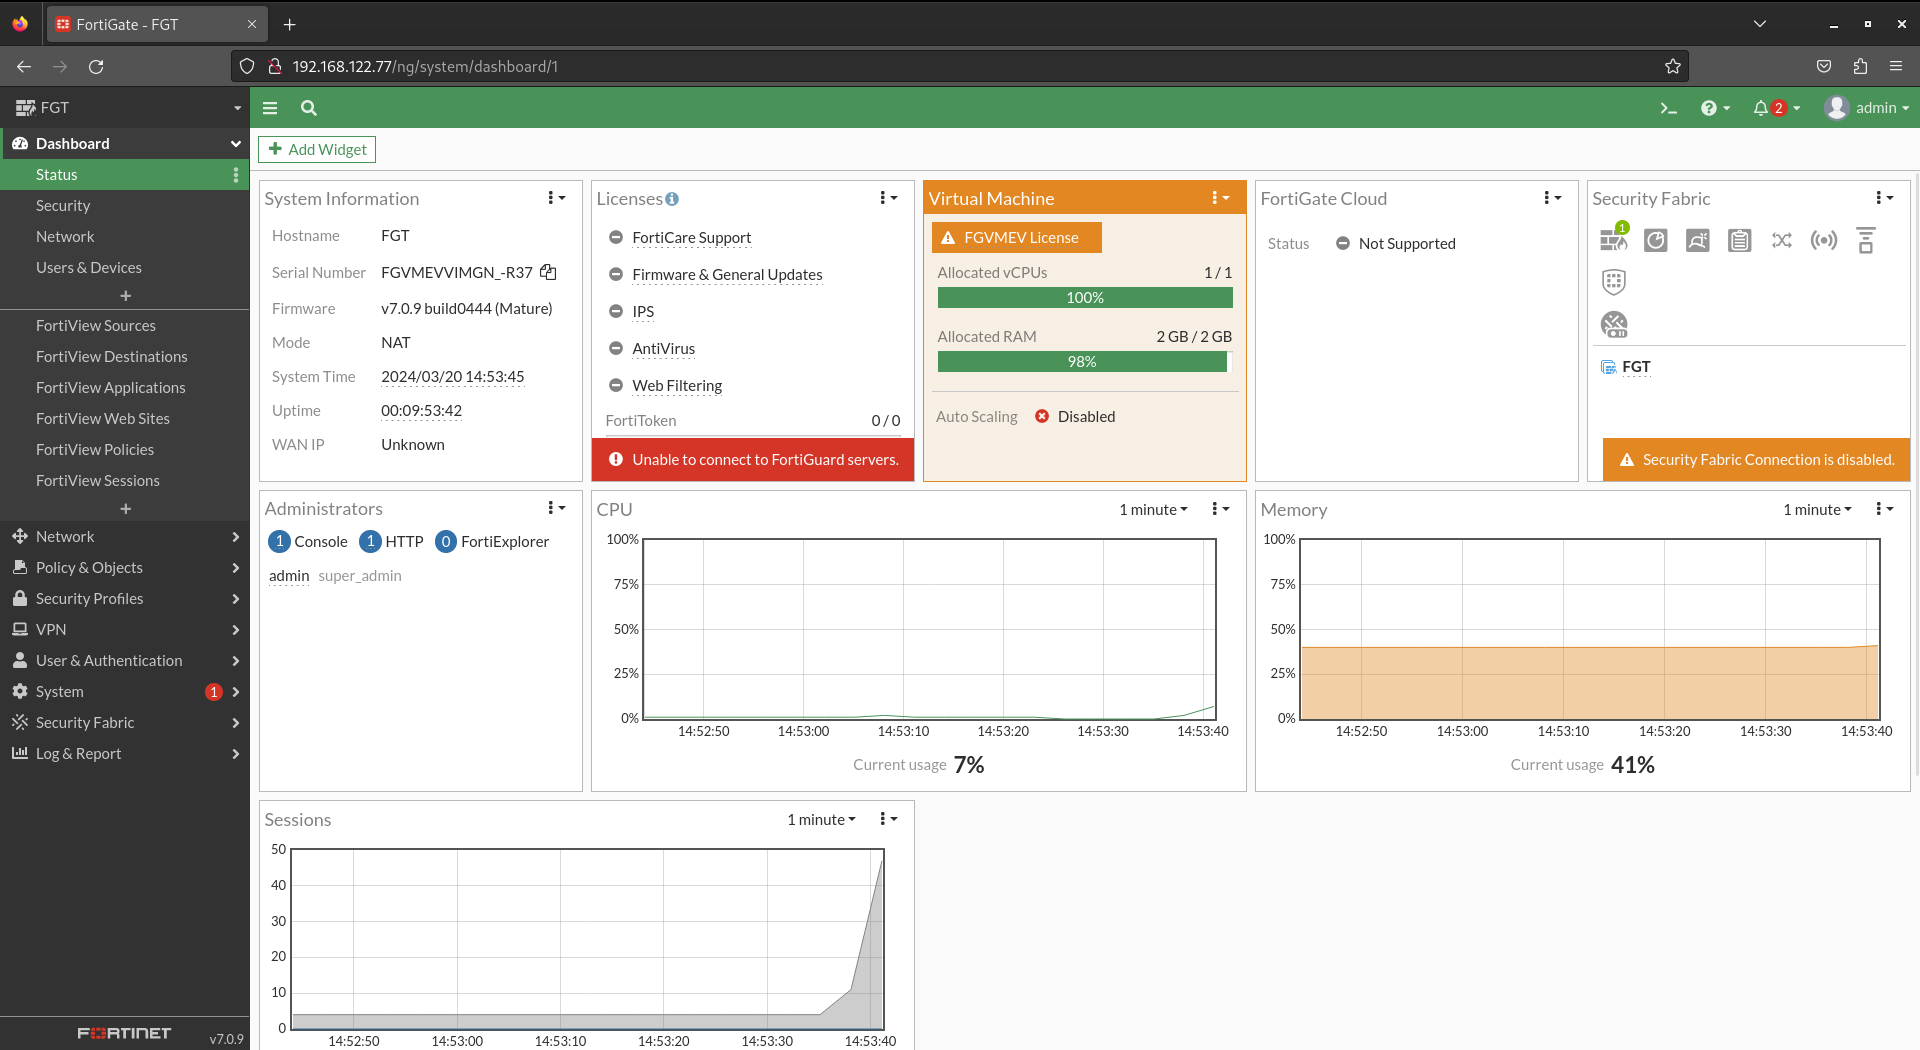 FortiGate - FGT
192.168.122.77/ng/system/dashboard/1
FGT
2
admin
Dashboard
Status
Security
Network
Users & Devices
FortiView Sources
FortiView Destinations
FortiView Applications
FortiView Web Sites
FortiView Policies
FortiView Sessions
Network
Policy & Objects
Security Profiles
VPN
User & Authentication
System 1
Security Fabric
Log & Report
FORTINET v7.0.9
Add Widget
System Information
Hostname FGT
Serial Number FGVMEVVIMGN_-R37
Firmware v7.0.9 build0444 (Mature)
Mode NAT
System Time 2024/03/20 14:53:45
Uptime 00:09:53:42
WAN IP Unknown
Licenses
FortiCare Support
Firmware & General Updates
IPS
AntiVirus
Web Filtering
FortiToken 0 / 0
Unable to connect to FortiGuard servers.
Virtual Machine
FGVMEV License
Allocated vCPUs 1 / 1
100%
Allocated RAM 2 GB / 2 GB
98%
Auto Scaling Disabled
FortiGate Cloud
Status Not Supported
Security Fabric
1
FGT
Security Fabric Connection is disabled.
Administrators
1 Console 1 HTTP 0 FortiExplorer
admin super_admin
CPU 1 minute
100%
75%
50%
25%
0%
14:52:50 14:53:00 14:53:10 14:53:20 14:53:30 14:53:40
Current usage 7%
Memory 1 minute
100%
75%
50%
25%
0%
14:52:50 14:53:00 14:53:10 14:53:20 14:53:30 14:53:40
Current usage 41%
Sessions 1 minute
50
40
30
20
10
0
14:52:50 14:53:00 14:53:10 14:53:20 14:53:30 14:53:40